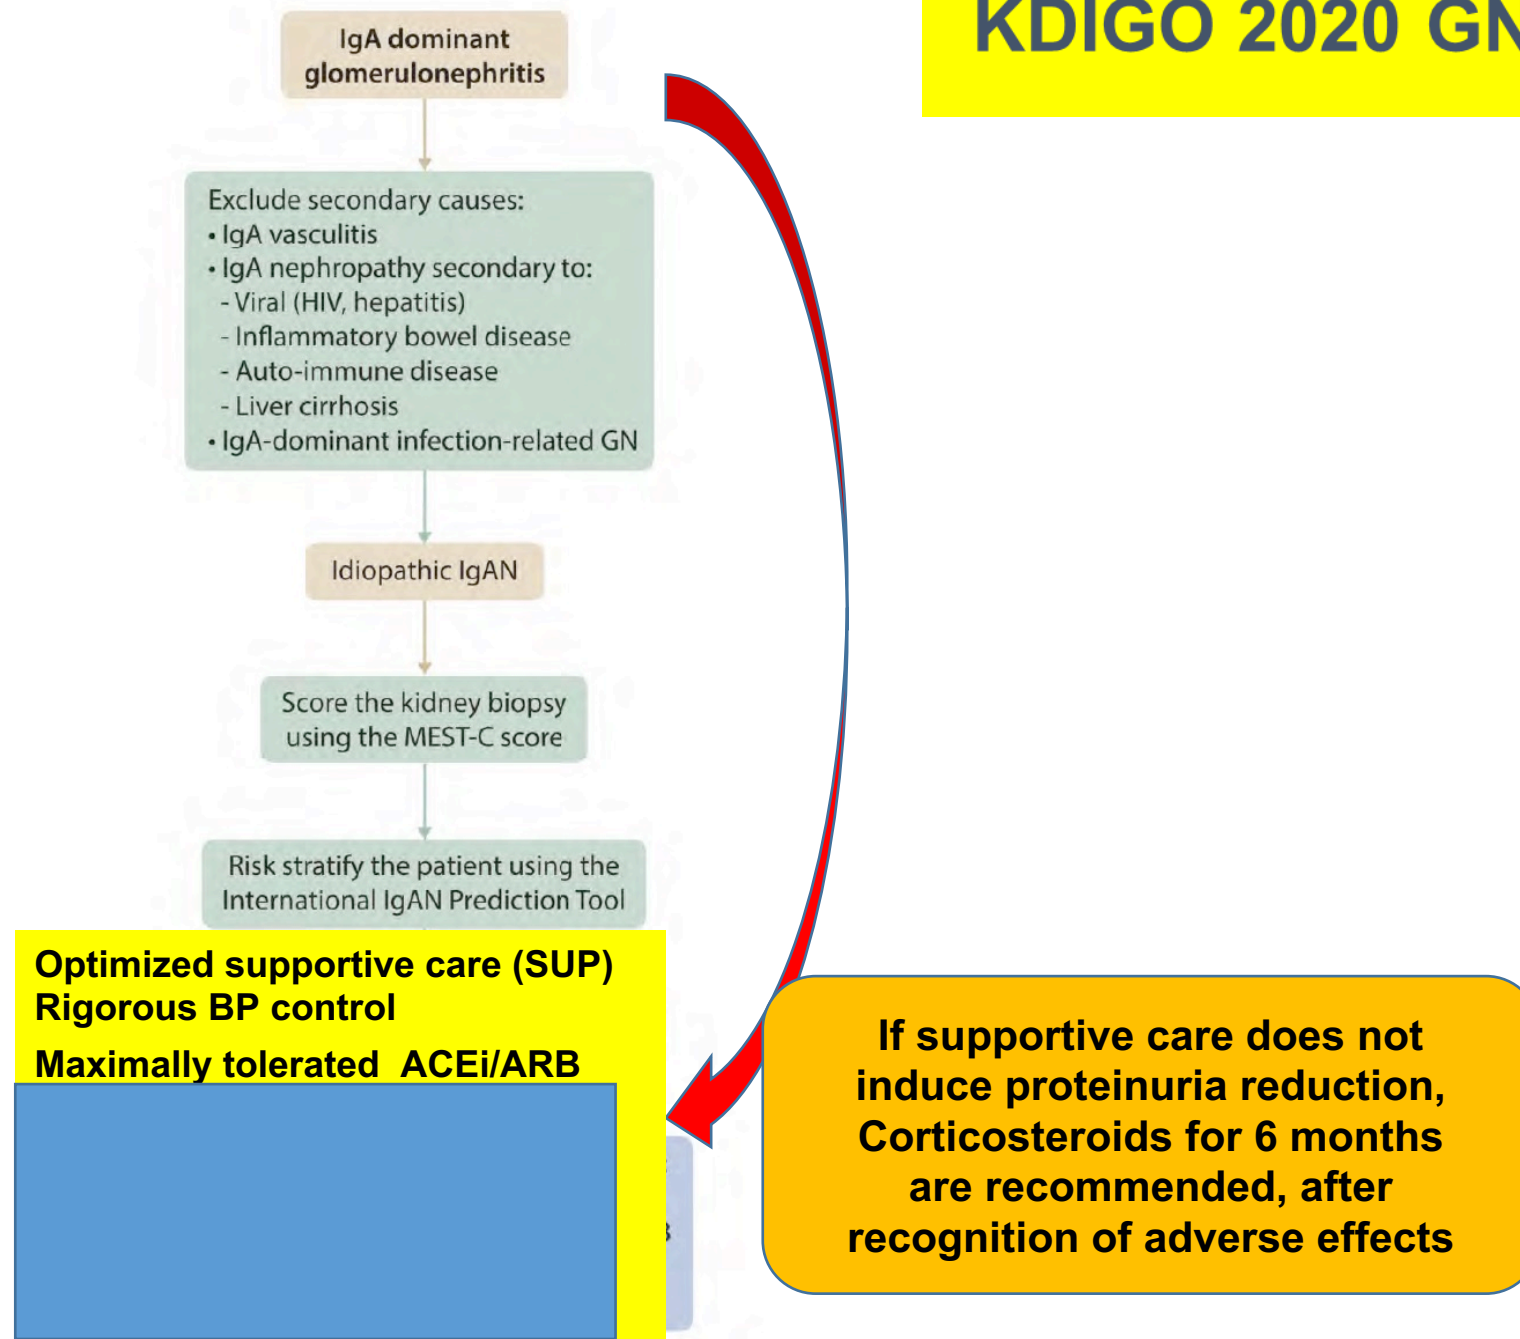 KDIGO 2020 GN
IgA dominant
glomerulonephritis
Exclude secondary causes:
• IgA vasculitis
• IgA nephropathy secondary to:
- Viral (HIV, hepatitis)
- Inflammatory bowel disease
- Auto-immune disease
- Liver cirrhosis
• IgA-dominant infection-related GN
Idiopathic IgAN
Score the kidney biopsy
using the MEST-C score
Risk stratify the patient using the
International IgAN Prediction Tool
Optimized supportive care (SUP)
Rigorous BP control
Maximally tolerated ACEi/ARB
If supportive care does not
induce proteinuria reduction,
Corticosteroids for 6 months
are recommended, after
recognition of adverse effects